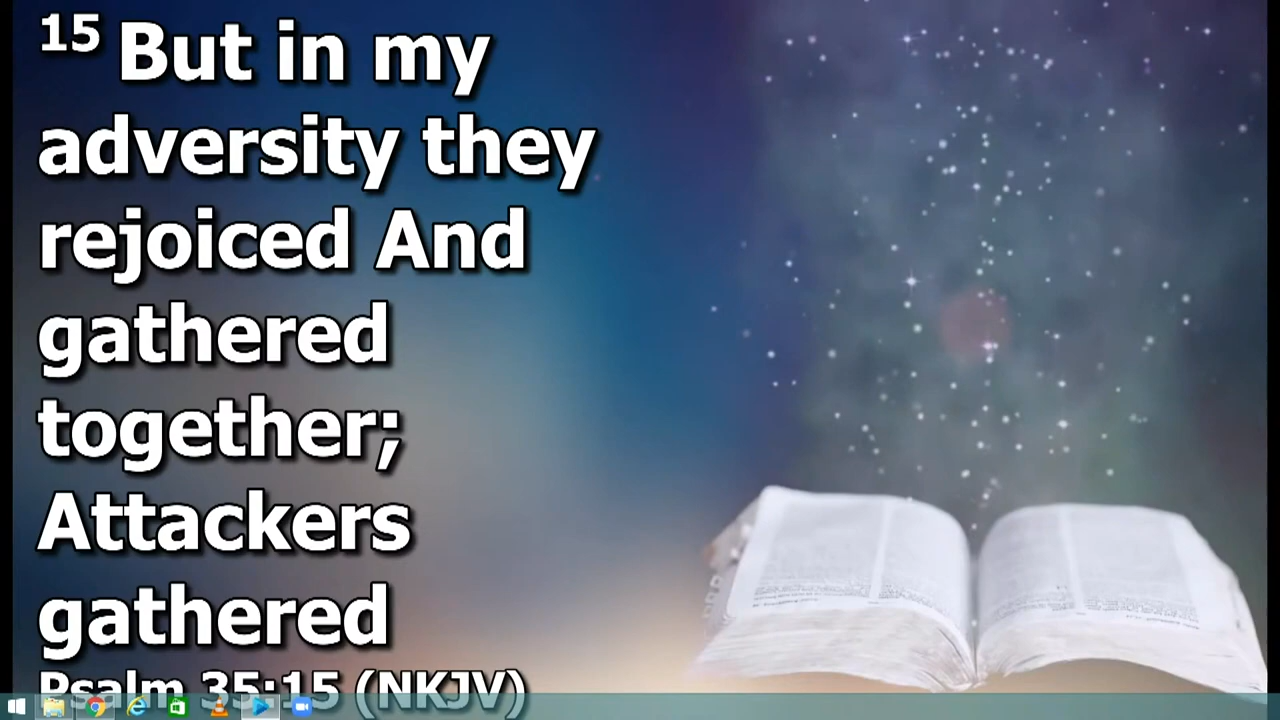 15 But in my
adversity they
rejoiced And
gathered
together;
Attackers
gathered
Psalm 35:15 (NKJV)